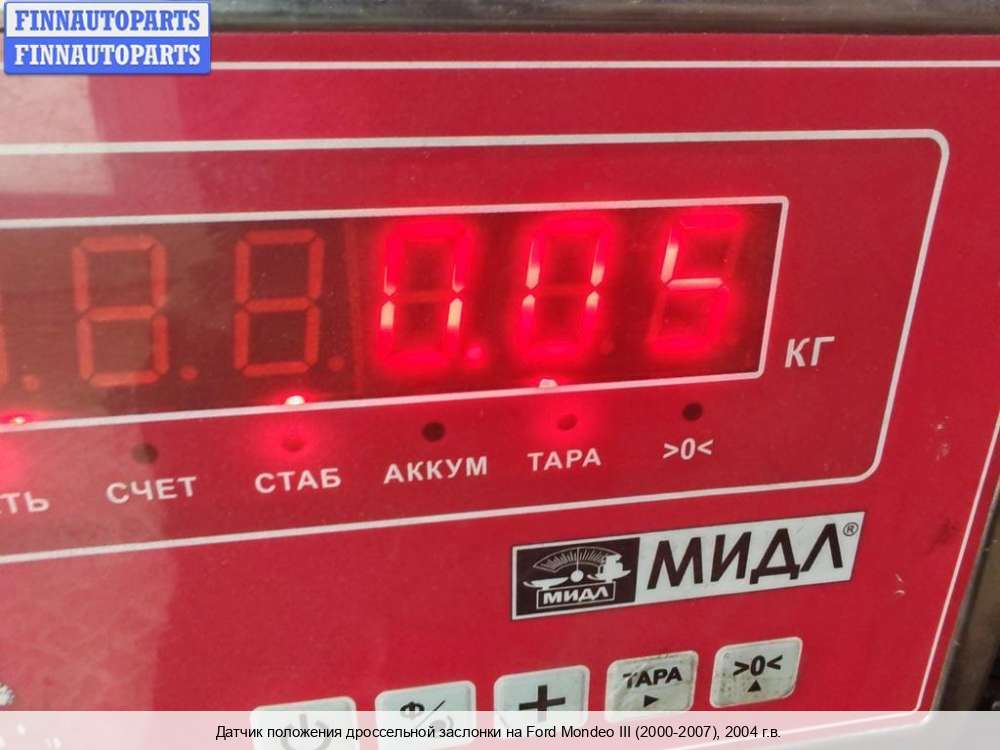 FINNAUTOPARTS
FINNAUTOPARTS
0.05
КГ
СЧЕТ
СТАБ
АККУМ
ТАРА
>0<
МИДЛ®
МИДЛ
ТАРА
>0<
Датчик положения дроссельной заслонки на Ford Mondeo III (2000-2007), 2004 г.в.